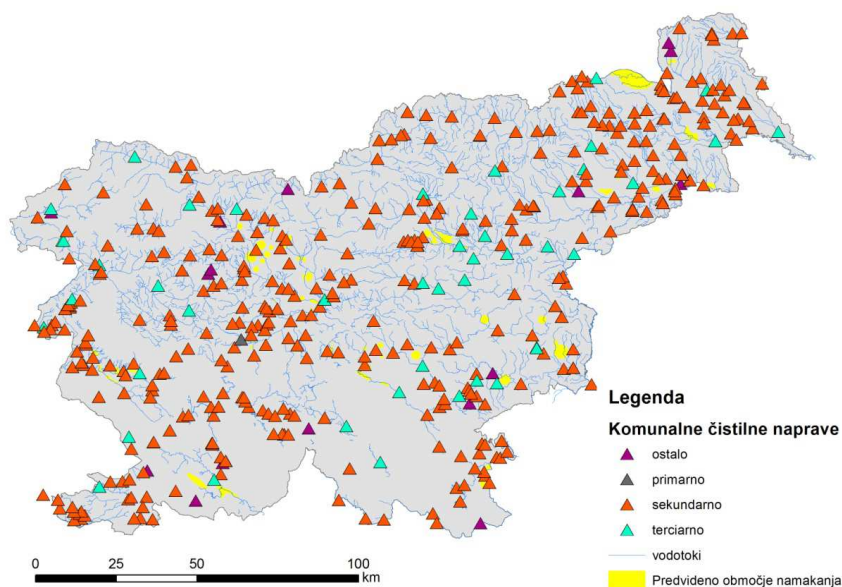 Legenda
Komunalne čistilne naprave
ostalo
primarno
sekundarno
terciarno
vodotoki
Predvideno območje namakanja
0 25 50 100
km